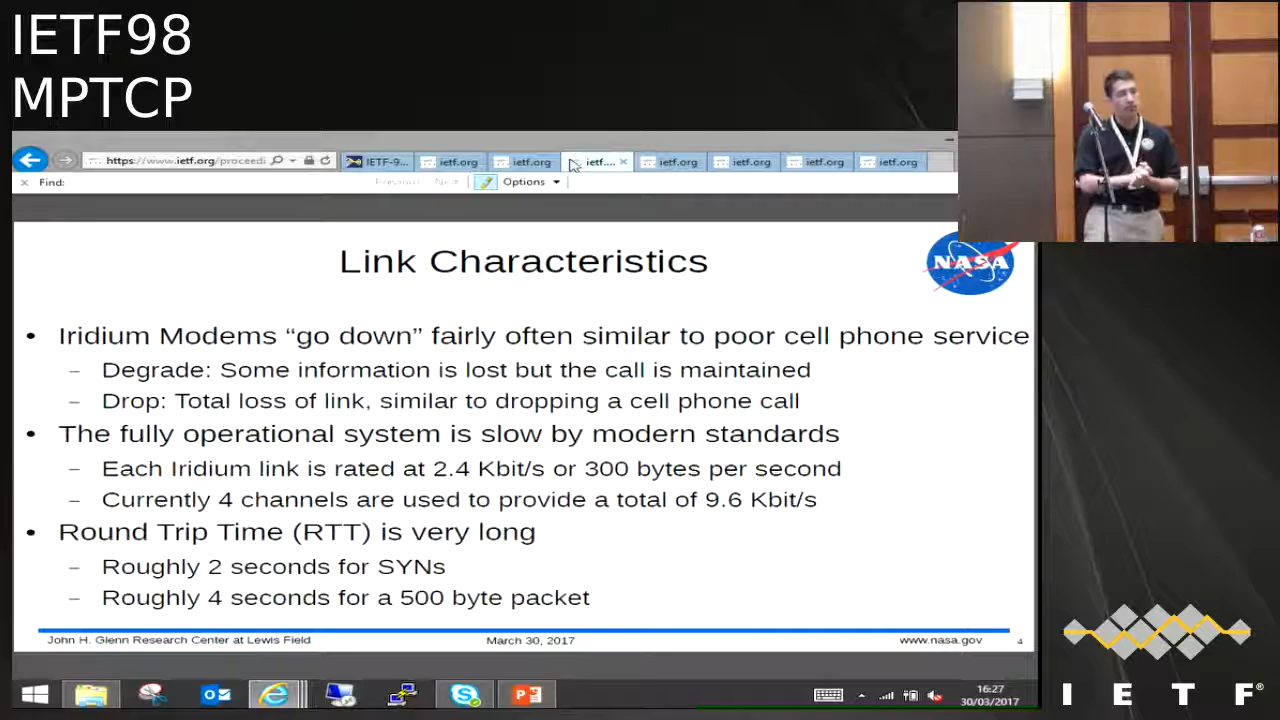 IETF98
MPTCP
https://www.ietf.org/proceedi
IETF-9...
ietf.org
ietf.org
ietf....
ietf.org
ietf.org
ietf.org
ietf.org
Find:
Previous
Next
Options
Link Characteristics
NASA
• Iridium Modems “go down” fairly often similar to poor cell phone service
– Degrade: Some information is lost but the call is maintained
– Drop: Total loss of link, similar to dropping a cell phone call
• The fully operational system is slow by modern standards
– Each Iridium link is rated at 2.4 Kbit/s or 300 bytes per second
– Currently 4 channels are used to provide a total of 9.6 Kbit/s
• Round Trip Time (RTT) is very long
– Roughly 2 seconds for SYNs
– Roughly 4 seconds for a 500 byte packet
John H. Glenn Research Center at Lewis Field
March 30, 2017
www.nasa.gov
4
16:27
30/03/2017
I E T F®